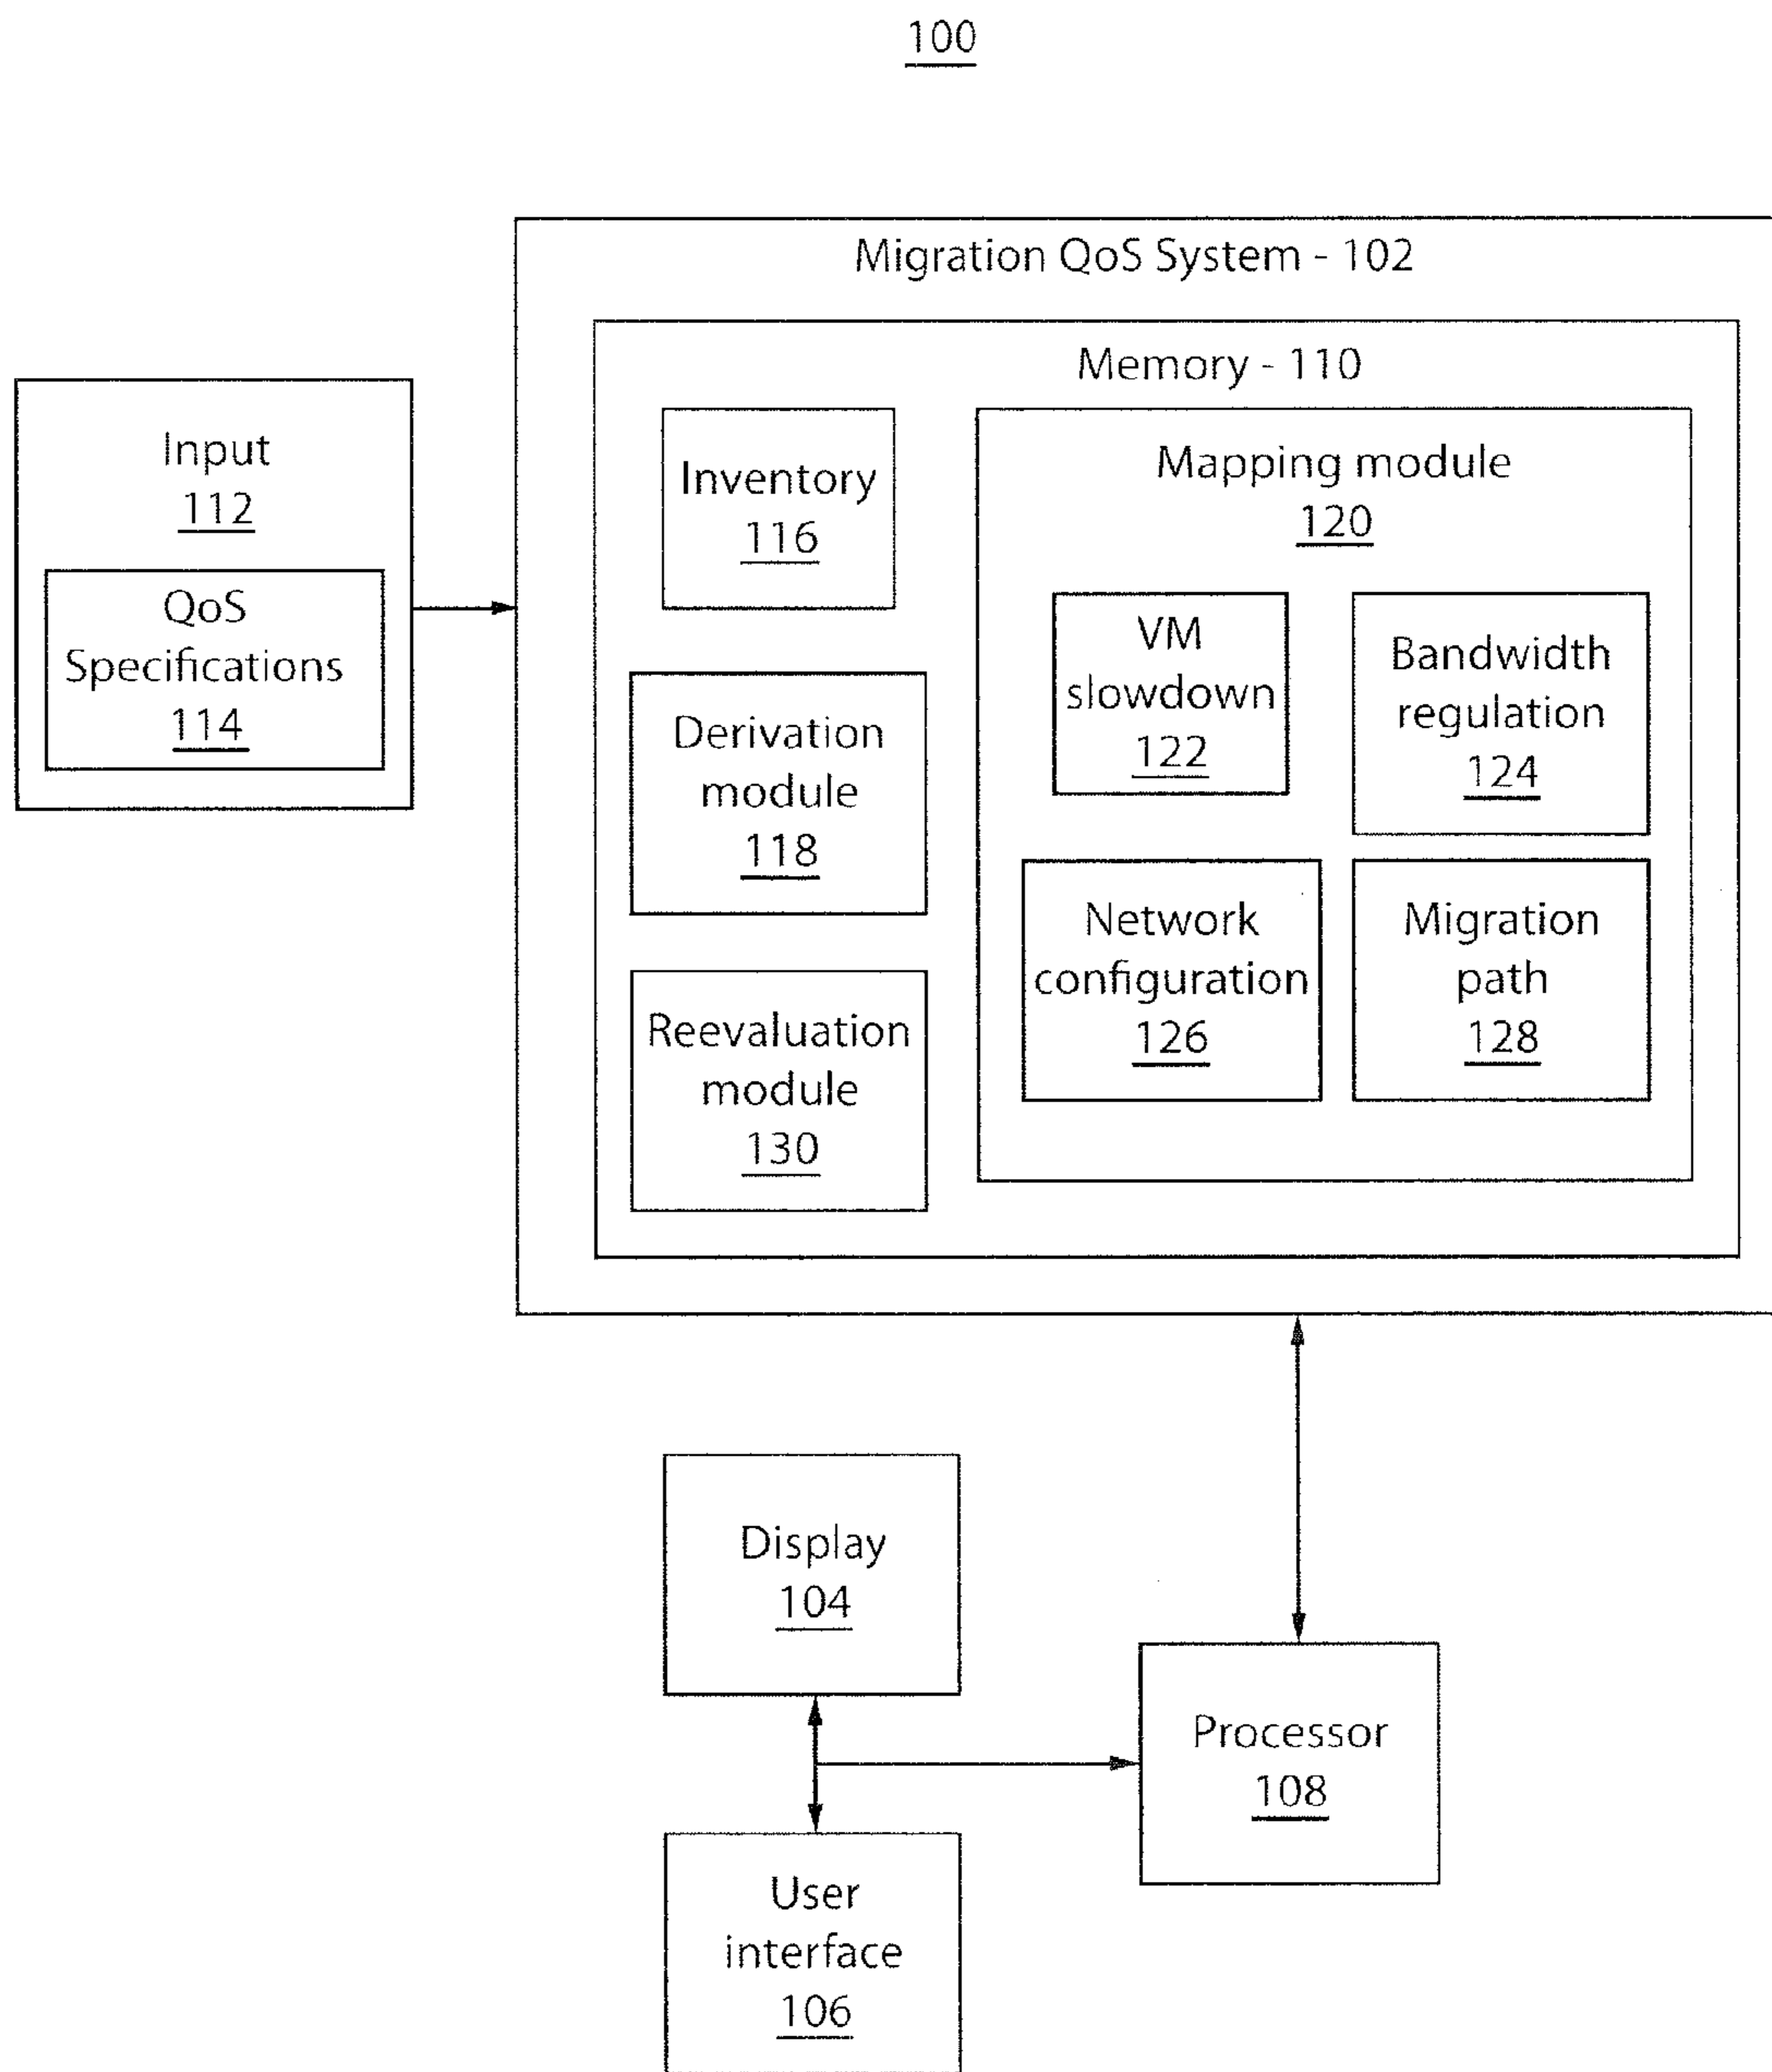 100
Migration QoS System - 102
Memory - 110
Input
112
QoS
Specifications
114
Inventory
116
Derivation
module
118
Reevaluation
module
130
Mapping module
120
VM
slowdown
122
Bandwidth
regulation
124
Network
configuration
126
Migration
path
128
Display
104
Processor
108
User
interface
106